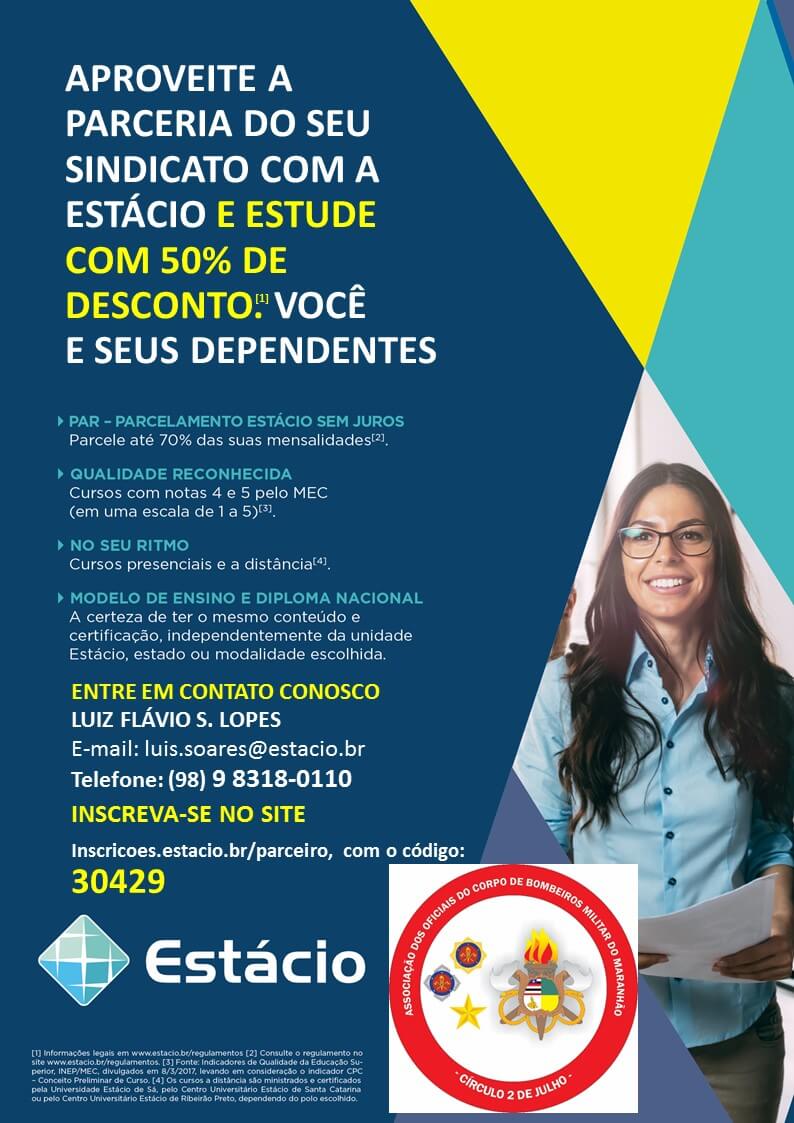 APROVEITE A
PARCERIA DO SEU
SINDICATO COM A
ESTÁCIO E ESTUDE
COM 50% DE
DESCONTO.[1] VOCÊ
E SEUS DEPENDENTES
PAR – PARCELAMENTO ESTÁCIO SEM JUROS
Parcele até 70% das suas mensalidades[2].
QUALIDADE RECONHECIDA
Cursos com notas 4 e 5 pelo MEC
(em uma escala de 1 a 5)[3].
NO SEU RITMO
Cursos presenciais e a distância[4].
MODELO DE ENSINO E DIPLOMA NACIONAL
A certeza de ter o mesmo conteúdo e
certificação, independentemente da unidade
Estácio, estado ou modalidade escolhida.
ENTRE EM CONTATO CONOSCO
LUIZ FLÁVIO S. LOPES
E-mail: luis.soares@estacio.br
Telefone: (98) 9 8318-0110
INSCREVA-SE NO SITE
Inscricoes.estacio.br/parceiro, com o código:
30429
Estácio
ASSOCIAÇÃO DOS OFICIAIS DO CORPO DE BOMBEIROS MILITAR DO MARANHÃO
- CÍRCULO 2 DE JULHO -
[1] Informações legais em www.estacio.br/regulamentos [2] Consulte o regulamento no
site www.estacio.br/regulamentos. [3] Fonte: Indicadores de Qualidade da Educação Su-
perior, INEP/MEC, divulgados em 8/3/2017, levando em consideração o indicador CPC
– Conceito Preliminar de Curso. [4] Os cursos a distância são ministrados e certificados
pela Universidade Estácio de Sá, pelo Centro Universitário Estácio de Santa Catarina
ou pelo Centro Universitário Estácio de Ribeirão Preto, dependendo do polo escolhido.